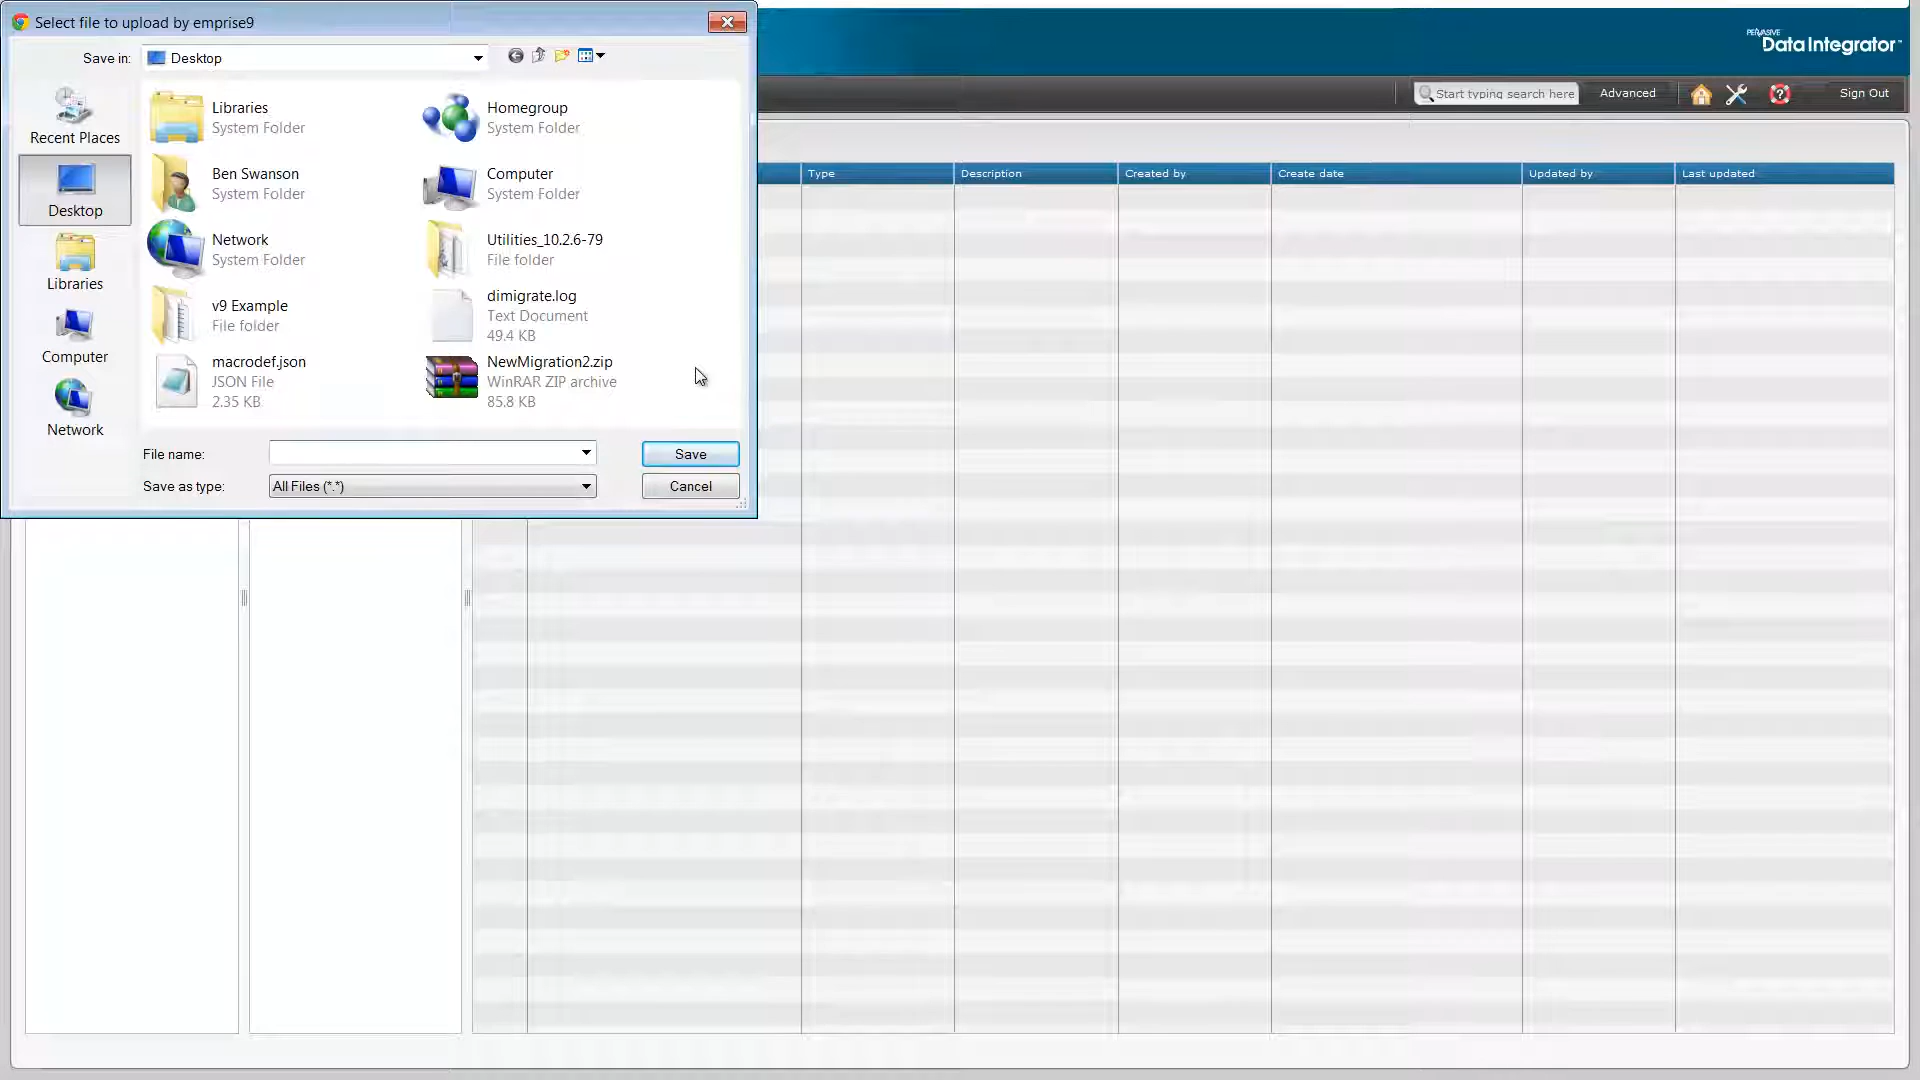 Select file to upload by emprise9
Save in:
Desktop
Recent Places
Desktop
Libraries
Computer
Network
Libraries
System Folder
Homegroup
System Folder
Ben Swanson
System Folder
Computer
System Folder
Network
System Folder
Utilities_10.2.6-79
File folder
v9 Example
File folder
dimigrate.log
Text Document
49.4 KB
macrodef.json
JSON File
2.35 KB
NewMigration2.zip
WinRAR ZIP archive
85.8 KB
File name:
Save
Save as type:
All Files (*.*)
Cancel
PERVASIVE
Data Integrator
Start typing search here
Advanced
Sign Out
Type
Description
Created by
Create date
Updated by
Last updated